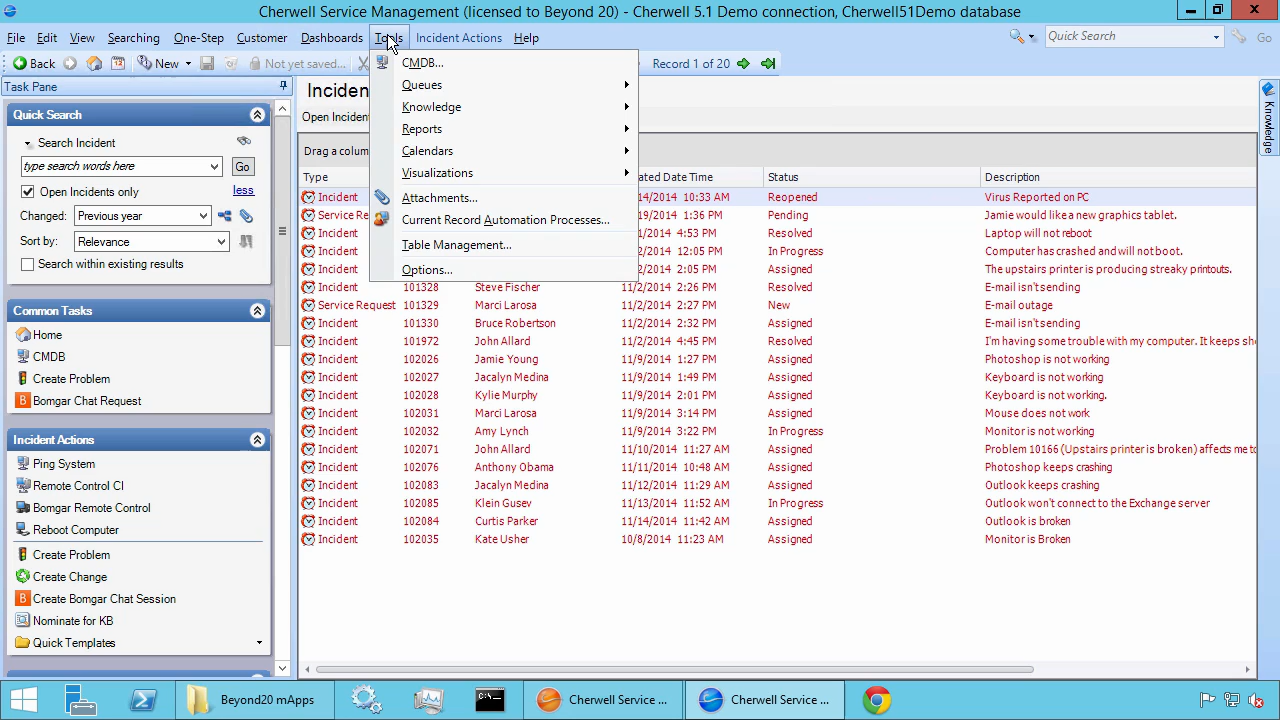 Cherwell Service Management (licensed to Beyond 20) - Cherwell 5.1 Demo connection, Cherwell51Demo database
File Edit View Searching One-Step Customer Dashboards Tools Incident Actions Help Quick Search
Back New Not yet saved... Record 1 of 20 Go
Task Pane
Quick Search
Search Incident
type search words here Go
Open Incidents only less
Changed: Previous year
Sort by: Relevance
Search within existing results
Common Tasks
Home
CMDB
Create Problem
Bomgar Chat Request
Incident Actions
Ping System
Remote Control CI
Bomgar Remote Control
Reboot Computer
Create Problem
Create Change
Create Bomgar Chat Session
Nominate for KB
Quick Templates
CMDB...
Queues
Knowledge
Reports
Calendars
Visualizations
Attachments...
Current Record Automation Processes...
Table Management...
Options...
Inciden
Open Inciden
Drag a colum
Type ated Date Time Status Description
Incident 14/2014 10:33 AM Reopened Virus Reported on PC
Service Re 19/2014 1:36 PM Pending Jamie would like a new graphics tablet.
Incident 1/2014 4:53 PM Resolved Laptop will not reboot
Incident 2014 12:05 PM In Progress Computer has crashed and will not boot.
Incident 2/2014 2:05 PM Assigned The upstairs printer is producing streaky printouts.
Incident 101328 Steve Fischer 11/2/2014 2:26 PM Resolved E-mail isn't sending
Service Request 101329 Marci Larosa 11/2/2014 2:27 PM New E-mail outage
Incident 101330 Bruce Robertson 11/2/2014 2:32 PM Assigned E-mail isn't sending
Incident 101972 John Allard 11/2/2014 4:45 PM Resolved I'm having some trouble with my computer. It keeps sh
Incident 102026 Jamie Young 11/9/2014 1:27 PM Assigned Photoshop is not working
Incident 102027 Jacalyn Medina 11/9/2014 1:49 PM Assigned Keyboard is not working
Incident 102028 Kylie Murphy 11/9/2014 2:01 PM Assigned Keyboard is not working.
Incident 102031 Marci Larosa 11/9/2014 3:14 PM Assigned Mouse does not work
Incident 102032 Amy Lynch 11/9/2014 3:22 PM In Progress Monitor is not working
Incident 102071 John Allard 11/10/2014 11:27 AM Assigned Problem 10166 (Upstairs printer is broken) affects me to
Incident 102076 Anthony Obama 11/11/2014 10:48 AM Assigned Photoshop keeps crashing
Incident 102083 Jacalyn Medina 11/12/2014 11:29 AM Assigned Outlook keeps crashing
Incident 102085 Klein Gusev 11/13/2014 11:52 AM In Progress Outlook won't connect to the Exchange server
Incident 102084 Curtis Parker 11/14/2014 11:42 AM Assigned Outlook is broken
Incident 102035 Kate Usher 10/8/2014 11:23 AM Assigned Monitor is Broken
Knowledge
Beyond20 mApps Cherwell Service ... Cherwell Service ...